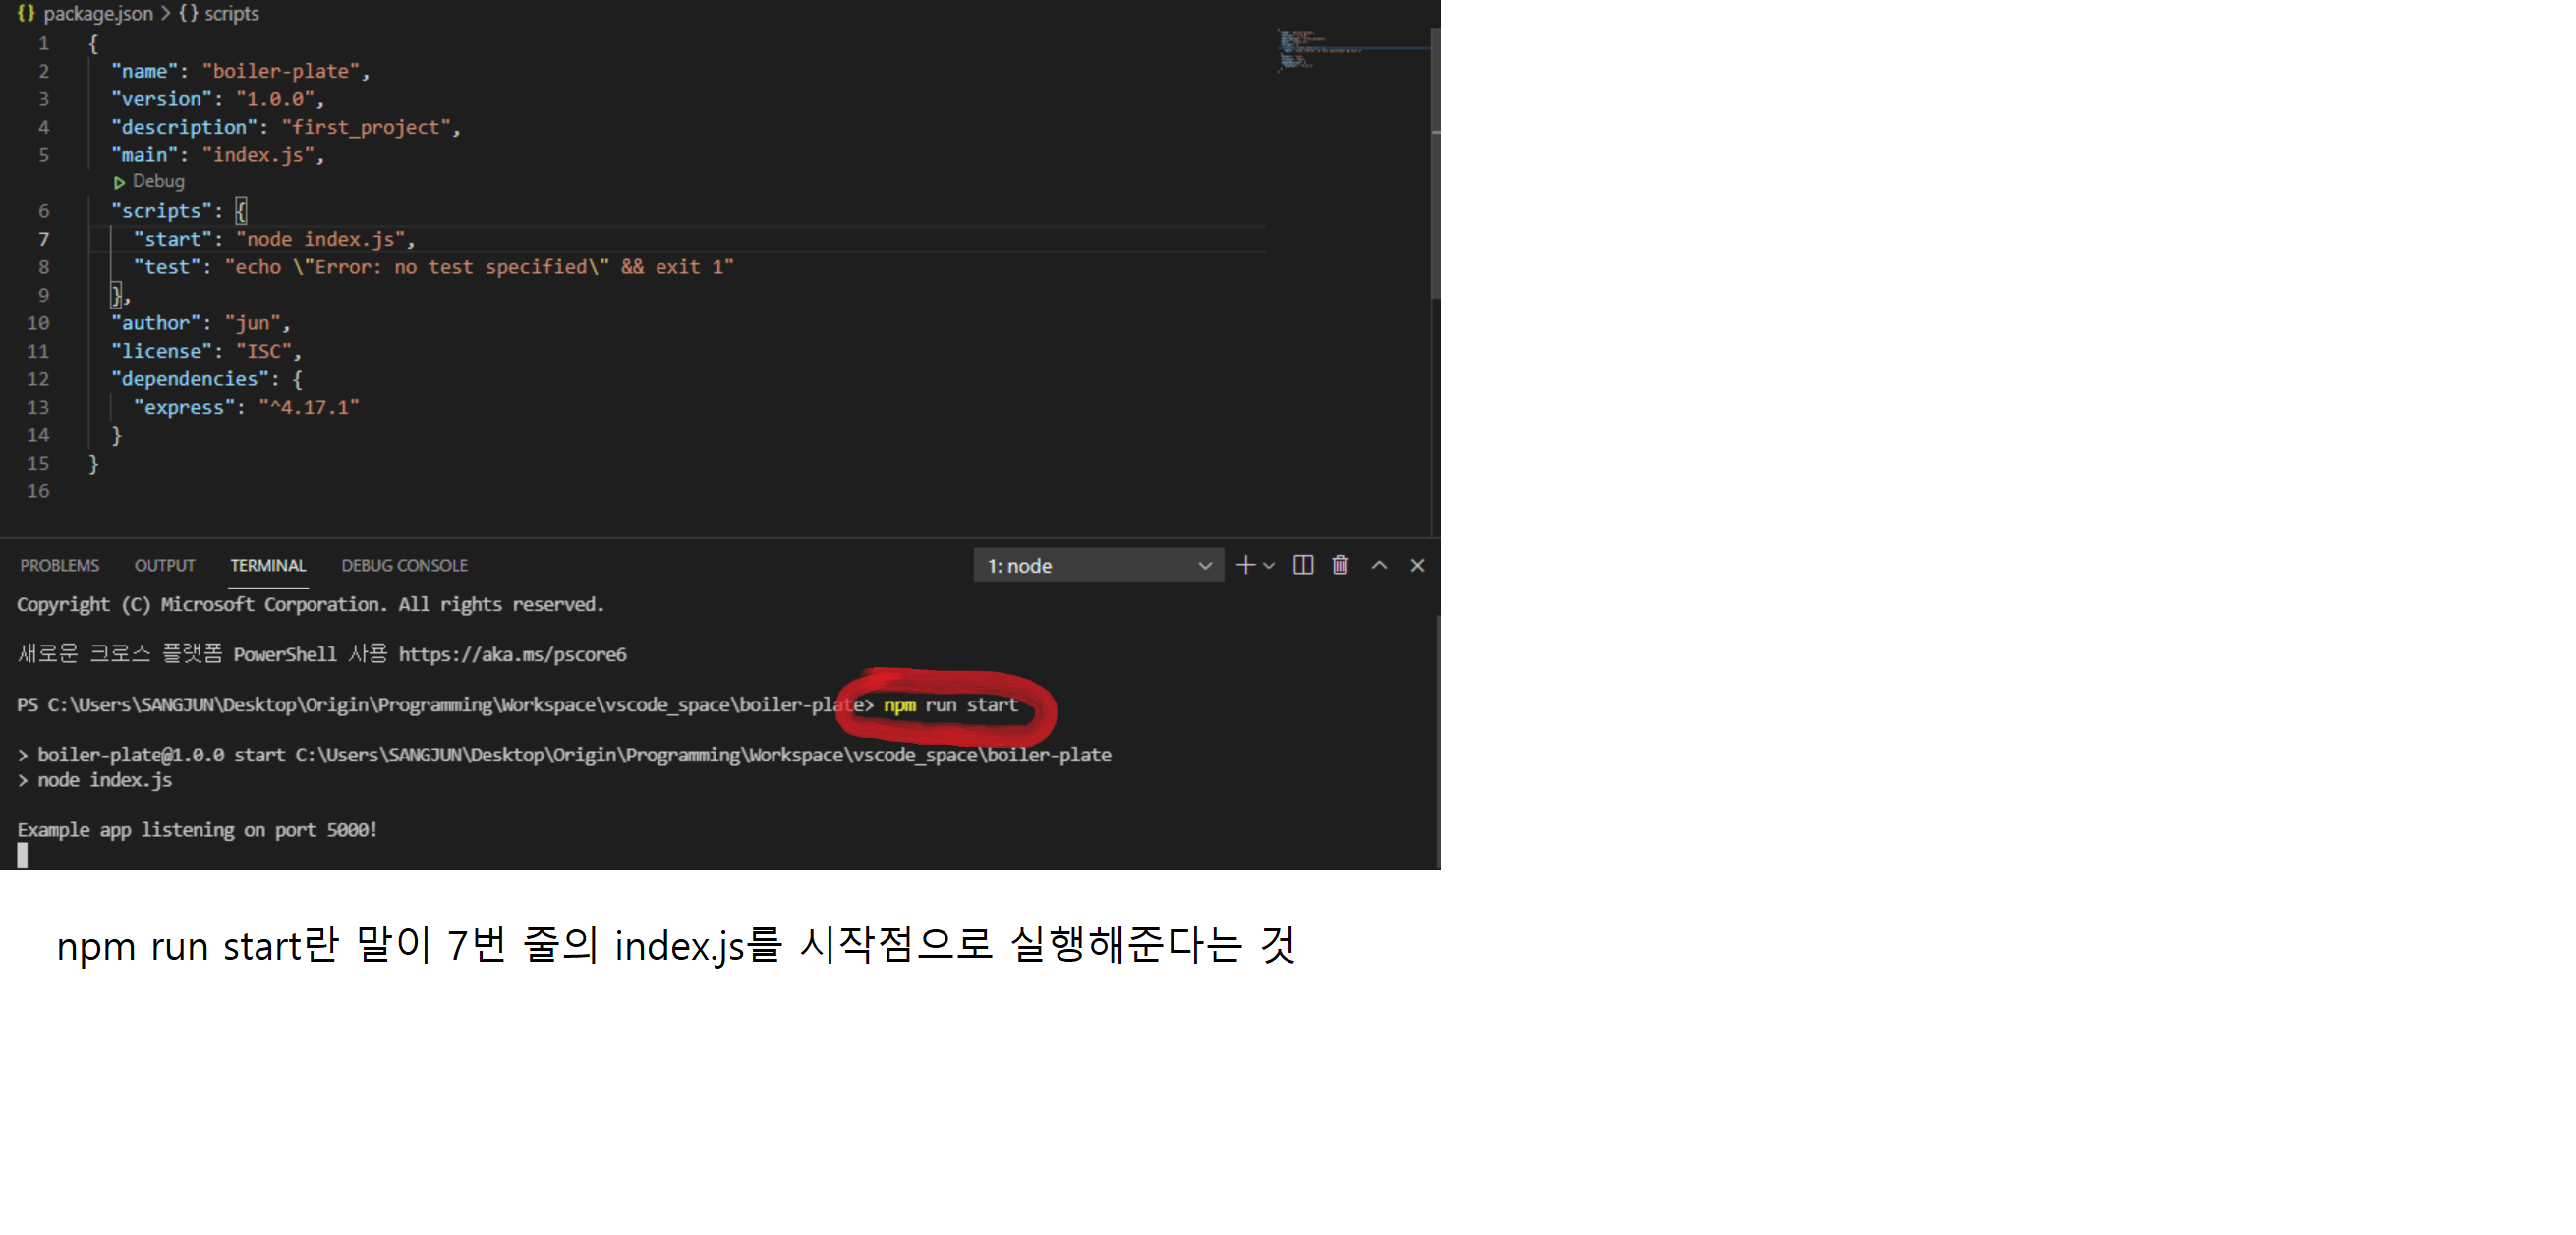 {} package.json > {} scripts
1 {
2 "name": "boiler-plate",
3 "version": "1.0.0",
4 "description": "first_project",
5 "main": "index.js",
Debug
6 "scripts": {
7 "start": "node index.js",
8 "test": "echo \"Error: no test specified\" && exit 1"
9 },
10 "author": "jun",
11 "license": "ISC",
12 "dependencies": {
13 "express": "^4.17.1"
14 }
15 }
16
PROBLEMS OUTPUT TERMINAL DEBUG CONSOLE 1: node
Copyright (C) Microsoft Corporation. All rights reserved.
새로운 크로스 플랫폼 PowerShell 사용 https://aka.ms/pscore6
PS C:\Users\SANGJUN\Desktop\Origin\Programming\Workspace\vscode_space\boiler-plate> npm run start
> boiler-plate@1.0.0 start C:\Users\SANGJUN\Desktop\Origin\Programming\Workspace\vscode_space\boiler-plate
> node index.js
Example app listening on port 5000!
npm run start란 말이 7번 줄의 index.js를 시작점으로 실행해준다는 것